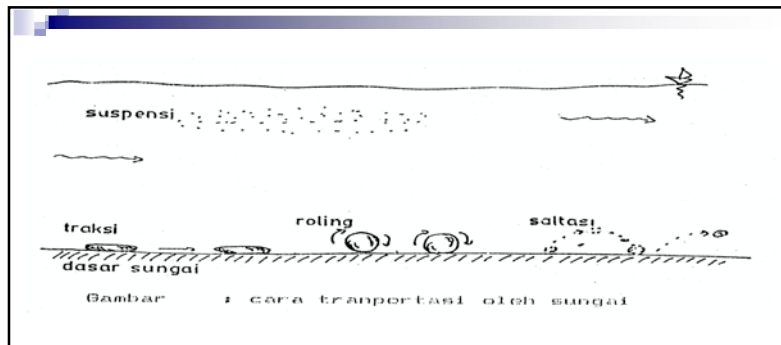 suspensi
traksi roling saltasi
dasar sungai
Gambar : cara tranportasi oleh sungai